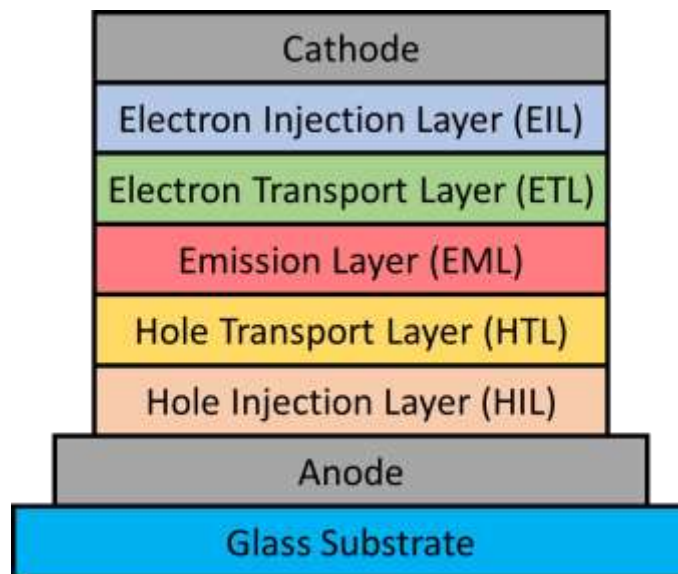 Cathode
Electron Injection Layer (EIL)
Electron Transport Layer (ETL)
Emission Layer (EML)
Hole Transport Layer (HTL)
Hole Injection Layer (HIL)
Anode
Glass Substrate